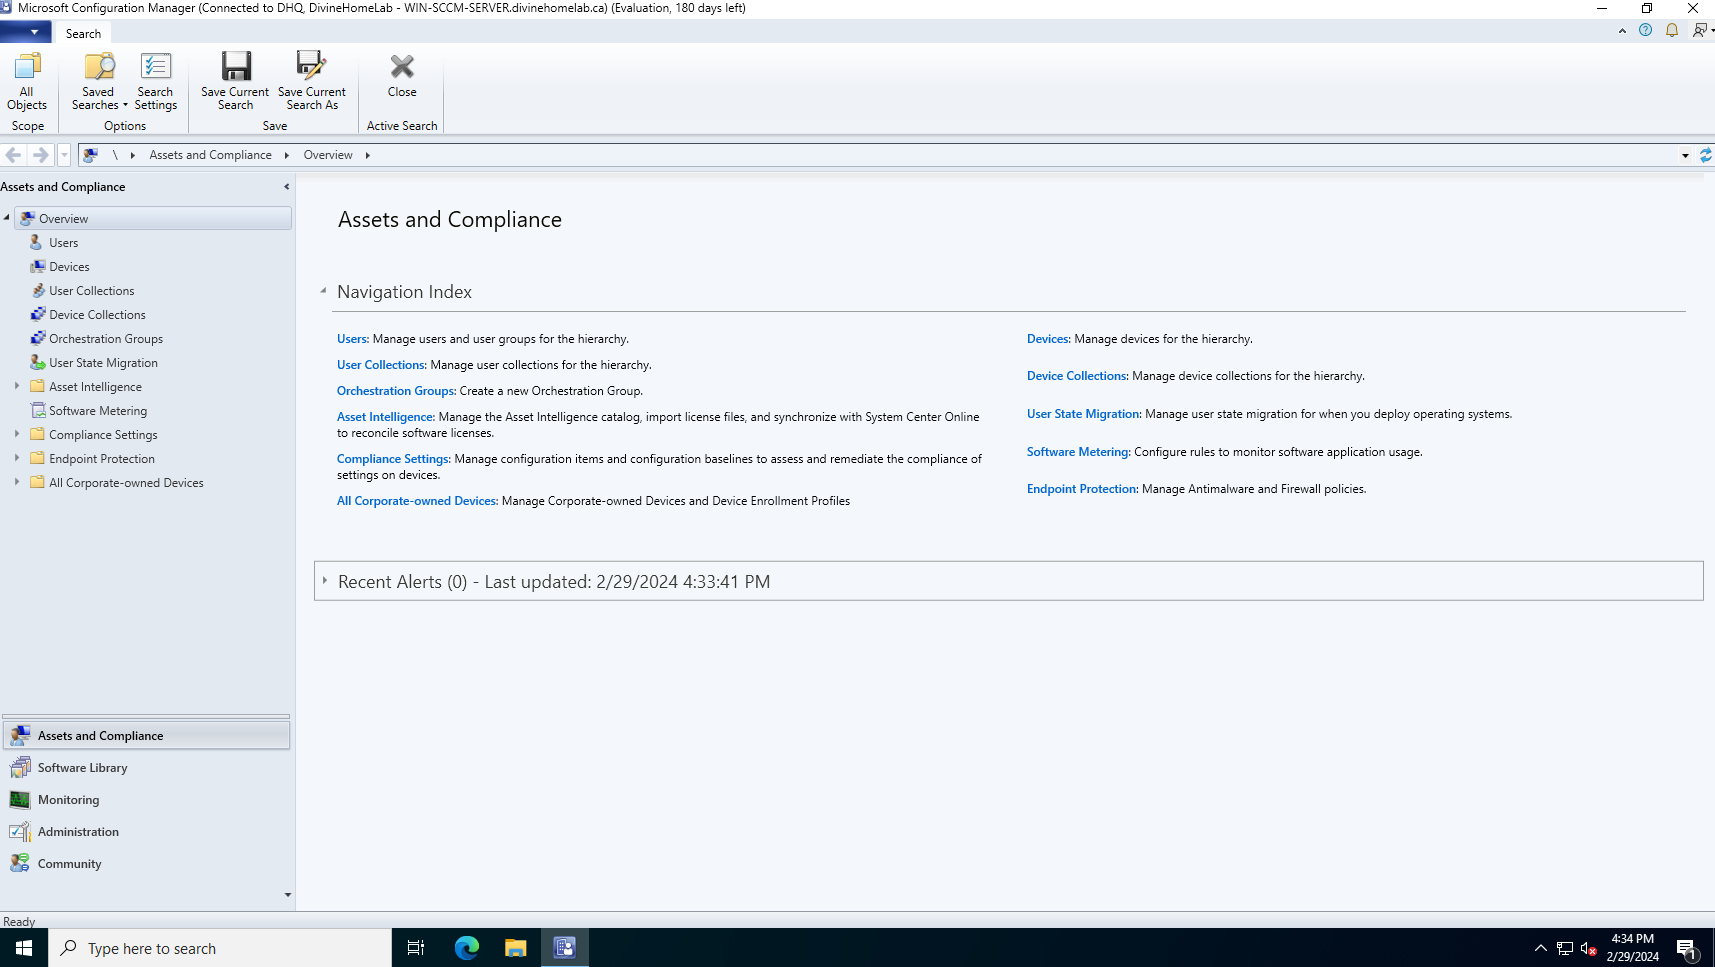 Microsoft Configuration Manager (Connected to DHQ, DivineHomeLab - WIN-SCCM-SERVER.divinehomelab.ca) (Evaluation, 180 days left)
Search
All Objects
Saved Searches
Search Settings
Save Current Search
Save Current Search As
Close
Scope
Options
Save
Active Search
\ Assets and Compliance Overview
Assets and Compliance
Overview
Users
Devices
User Collections
Device Collections
Orchestration Groups
User State Migration
Asset Intelligence
Software Metering
Compliance Settings
Endpoint Protection
All Corporate-owned Devices
Assets and Compliance
Software Library
Monitoring
Administration
Community
Assets and Compliance
Navigation Index
Users: Manage users and user groups for the hierarchy.
User Collections: Manage user collections for the hierarchy.
Orchestration Groups: Create a new Orchestration Group.
Asset Intelligence: Manage the Asset Intelligence catalog, import license files, and synchronize with System Center Online
to reconcile software licenses.
Compliance Settings: Manage configuration items and configuration baselines to assess and remediate the compliance of
settings on devices.
All Corporate-owned Devices: Manage Corporate-owned Devices and Device Enrollment Profiles
Devices: Manage devices for the hierarchy.
Device Collections: Manage device collections for the hierarchy.
User State Migration: Manage user state migration for when you deploy operating systems.
Software Metering: Configure rules to monitor software application usage.
Endpoint Protection: Manage Antimalware and Firewall policies.
Recent Alerts (0) - Last updated: 2/29/2024 4:33:41 PM
Ready
Type here to search
4:34 PM
2/29/2024
1